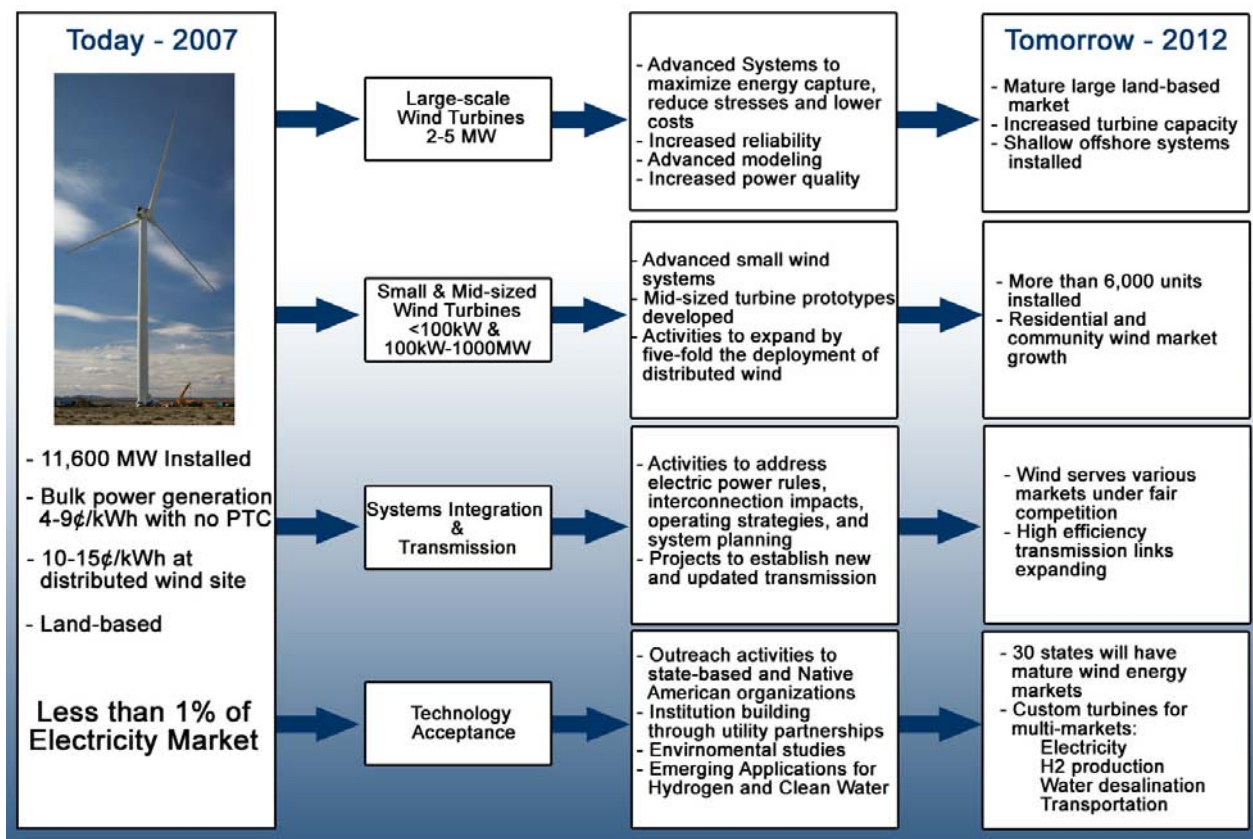 Today - 2007
- 11,600 MW Installed
- Bulk power generation
4-9¢/kWh with no PTC
- 10-15¢/kWh at
distributed wind site
- Land-based
Less than 1% of
Electricity Market
Large-scale
Wind Turbines
2-5 MW
- Advanced Systems to
maximize energy capture,
reduce stresses and lower
costs
- Increased reliability
- Advanced modeling
- Increased power quality
Tomorrow - 2012
- Mature large land-based
market
- Increased turbine capacity
- Shallow offshore systems
installed
Small & Mid-sized
Wind Turbines
<100kW &
100kW-1000MW
- Advanced small wind
systems
- Mid-sized turbine prototypes
developed
- Activities to expand by
five-fold the deployment of
distributed wind
- More than 6,000 units
installed
- Residential and
community wind market
growth
Systems Integration
&
Transmission
- Activities to address
electric power rules,
interconnection impacts,
operating strategies, and
system planning
- Projects to establish new
and updated transmission
- Wind serves various
markets under fair
competition
- High efficiency
transmission links
expanding
Technology
Acceptance
- Outreach activities to
state-based and Native
American organizations
- Institution building
through utility partnerships
- Envirnomental studies
- Emerging Applications for
Hydrogen and Clean Water
- 30 states will have
mature wind energy
markets
- Custom turbines for
multi-markets:
Electricity
H2 production
Water desalination
Transportation